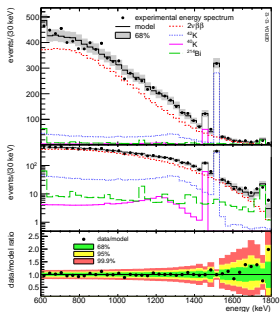 events/ (30 keV)
500
400
300
200
100
0
experimental energy spectrum
model 2νββ
68% ⁴²K
⁴⁰K
²¹⁴Bi
events/(30 keV)
10²
10
1
data/model ratio
2.5
2.0
1.5
1.0
0.5
data/model
68%
95%
99.9%
600 800 1000 1200 1400 1600 1800
energy (keV)